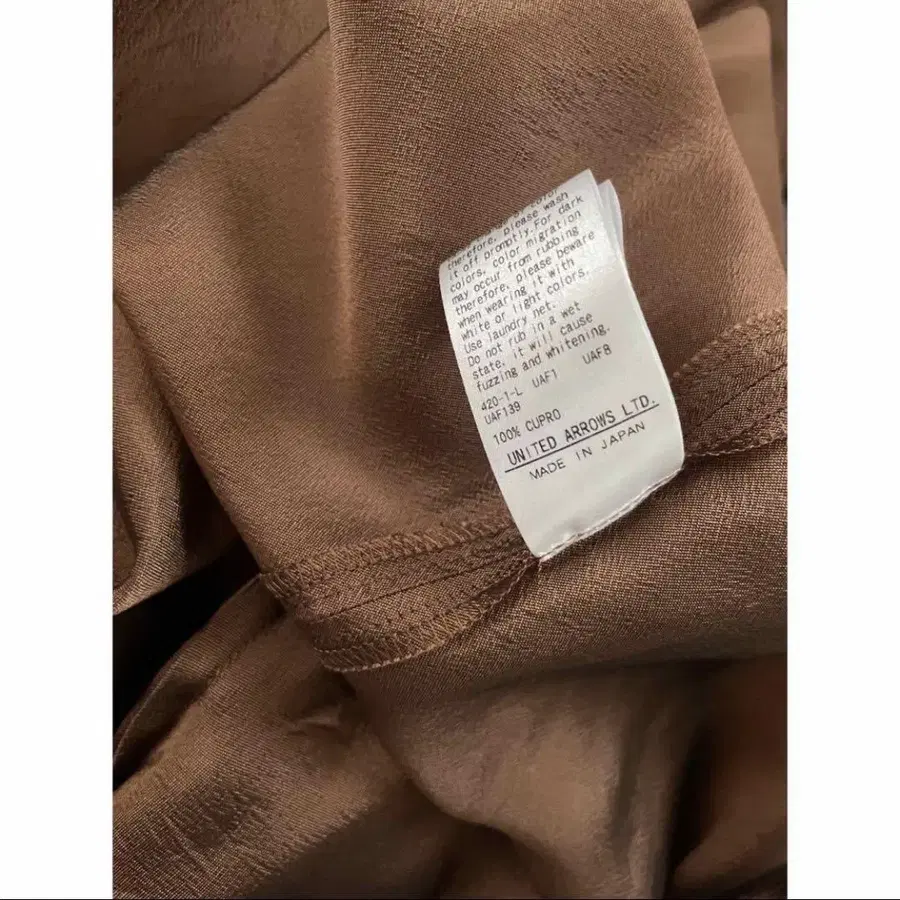 therefore, please wash
it off promptly.For dark
colors, color migration
may occur from rubbing
therefore, please beware
when wearing it with
white or light colors.
Use laundry net.
Do not rub in a wet
state, it will cause
fuzzing and whitening.
420-1-L UAF1 UAF8
UAF139
100% CUPRO
UNITED ARROWS LTD.
MADE IN JAPAN